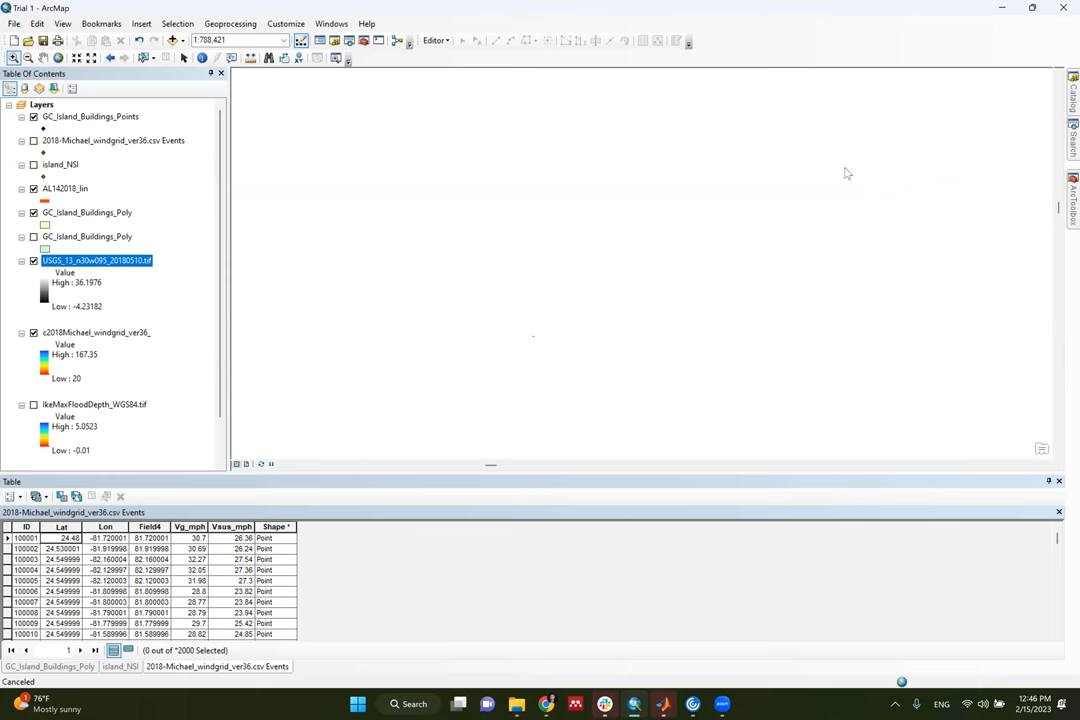 Trial 1 - ArcMap
File Edit View Bookmarks Insert Selection Geoprocessing Customize Windows Help
1:788,421
Editor
Table Of Contents
Layers
GC_Island_Buildings_Points
2018-Michael_windgrid_ver36.csv Events
island_NSI
AL142018_lin
GC_Island_Buildings_Poly
GC_Island_Buildings_Poly
USGS_13_n30w095_20180510.tif
Value
High : 36.1976
Low : -4.23182
c2018Michael_windgrid_ver36_
Value
High : 167.35
Low : 20
IkeMaxFloodDepth_WGS84.tif
Value
High : 5.0523
Low : -0.01
Catalog
Search
ArcToolbox
Table
2018-Michael_windgrid_ver36.csv Events
ID Lat Lon Field4 Vg_mph Vsus_mph Shape *
100001 24.48 -81.720001 81.720001 30.7 26.36 Point
100002 24.530001 -81.919998 81.919998 30.69 26.24 Point
100003 24.549999 -82.160004 82.160004 32.27 27.54 Point
100004 24.549999 -82.129997 82.129997 32.05 27.36 Point
100005 24.549999 -82.120003 82.120003 31.98 27.3 Point
100006 24.549999 -81.809998 81.809998 28.8 23.82 Point
100007 24.549999 -81.800003 81.800003 28.77 23.84 Point
100008 24.549999 -81.790001 81.790001 28.79 23.94 Point
100009 24.549999 -81.779999 81.779999 29.7 25.42 Point
100010 24.549999 -81.589996 81.589996 28.82 24.85 Point
1 (0 out of *2000 Selected)
GC_Island_Buildings_Poly island_NSI 2018-Michael_windgrid_ver36.csv Events
Canceled
76°F
Mostly sunny
Search
ENG
12:46 PM
2/15/2023